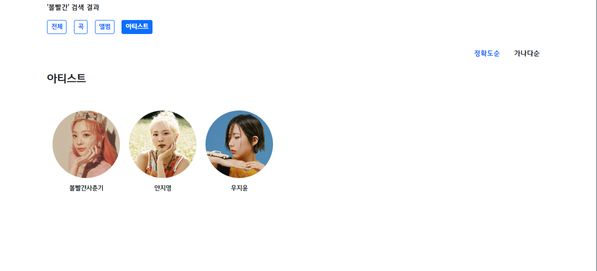 '볼빨간' 검색 결과
전체 곡 앨범 아티스트
정확도순 가나다순
아티스트
볼빨간사춘기 안지영 우지윤